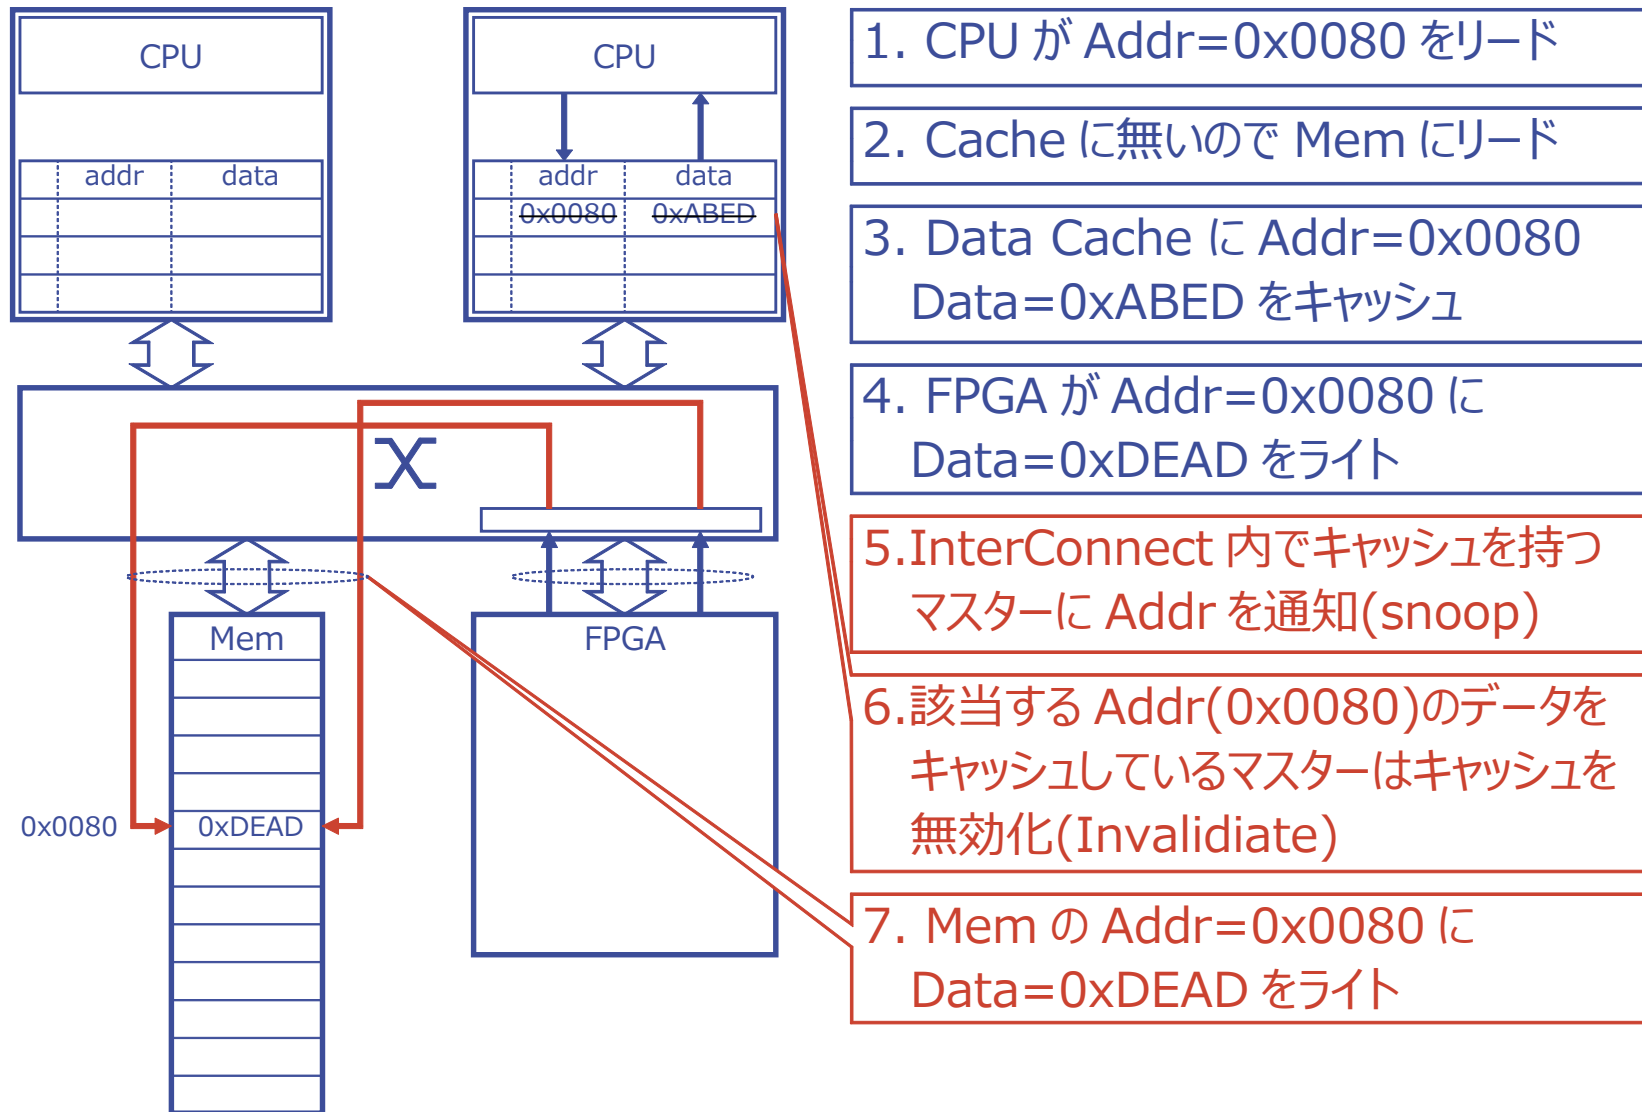 CPU
addr data
CPU
addr data
0x0080 0xABED
Mem
0x0080 0xDEAD
FPGA
1. CPU が Addr=0x0080 をリード
2. Cache に無いので Mem にリード
3. Data Cache に Addr=0x0080
Data=0xABED をキャッシュ
4. FPGA が Addr=0x0080 に
Data=0xDEAD をライト
5.InterConnect 内でキャッシュを持つ
マスターに Addr を通知(snoop)
6.該当する Addr(0x0080)のデータを
キャッシュしているマスターはキャッシュを
無効化(Invalidiate)
7. Mem の Addr=0x0080 に
Data=0xDEAD をライト